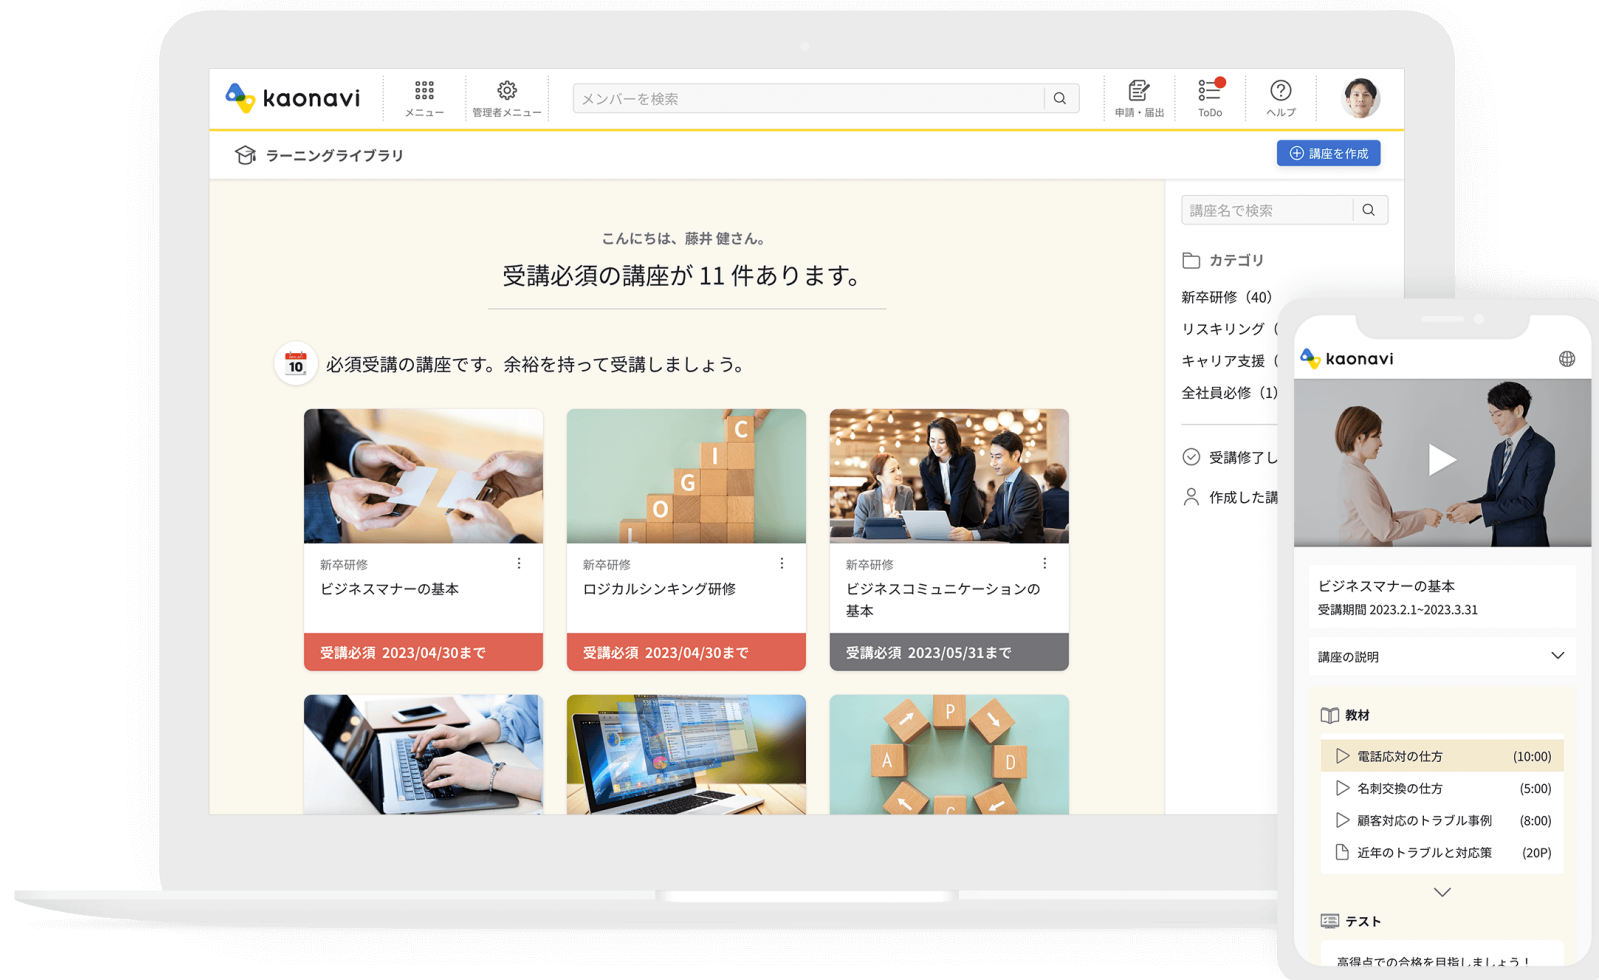 kaonavi
メニュー
管理者メニュー
メンバーを検索
申請・届出
ToDo
ヘルプ
ラーニングライブラリ
講座を作成
こんにちは、藤井 健さん。
受講必須の講座が 11 件あります。
10
必須受講の講座です。余裕を持って受講しましょう。
C
I
G
O
L
新卒研修
ビジネスマナーの基本
受講必須 2023/04/30まで
新卒研修
ロジカルシンキング研修
受講必須 2023/04/30まで
新卒研修
ビジネスコミュニケーションの
基本
受講必須 2023/05/31まで
P
A
D
C
講座名で検索
カテゴリ
新卒研修（40）
リスキリング（
キャリア支援（
全社員必修（1）
受講修了し
作成した講
kaonavi
ビジネスマナーの基本
受講期間 2023.2.1~2023.3.31
講座の説明
教材
電話応対の仕方 (10:00)
名刺交換の仕方 (5:00)
顧客対応のトラブル事例 (8:00)
近年のトラブルと対応策 (20P)
テスト
高得点での合格を目指しましょう！